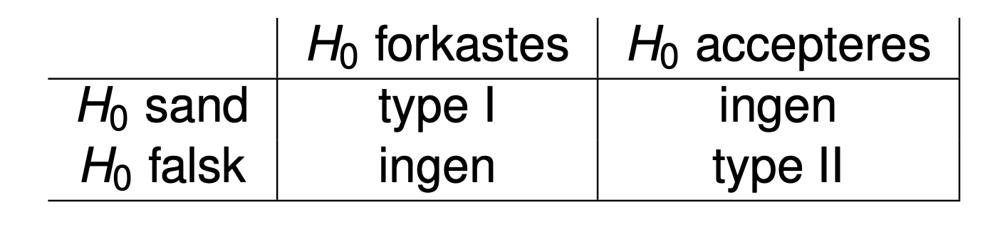 H₀ forkastes H₀ accepteres
H₀ sand type I ingen
H₀ falsk ingen type II